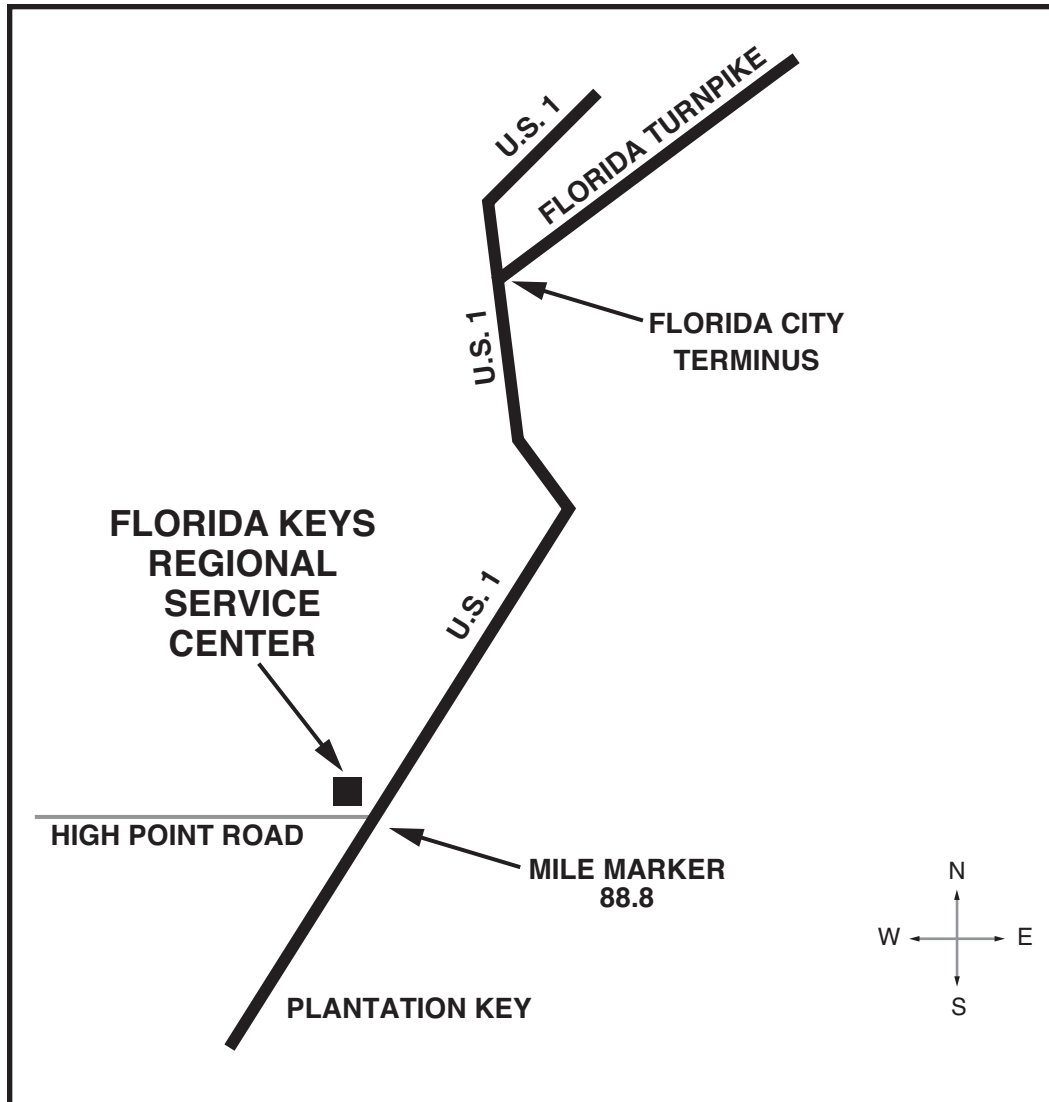 U.S. 1
FLORIDA TURNPIKE
U.S. 1
FLORIDA CITY
TERMINUS
FLORIDA KEYS
REGIONAL
SERVICE
CENTER
U.S. 1
HIGH POINT ROAD
MILE MARKER
88.8
N
W
E
S
PLANTATION KEY